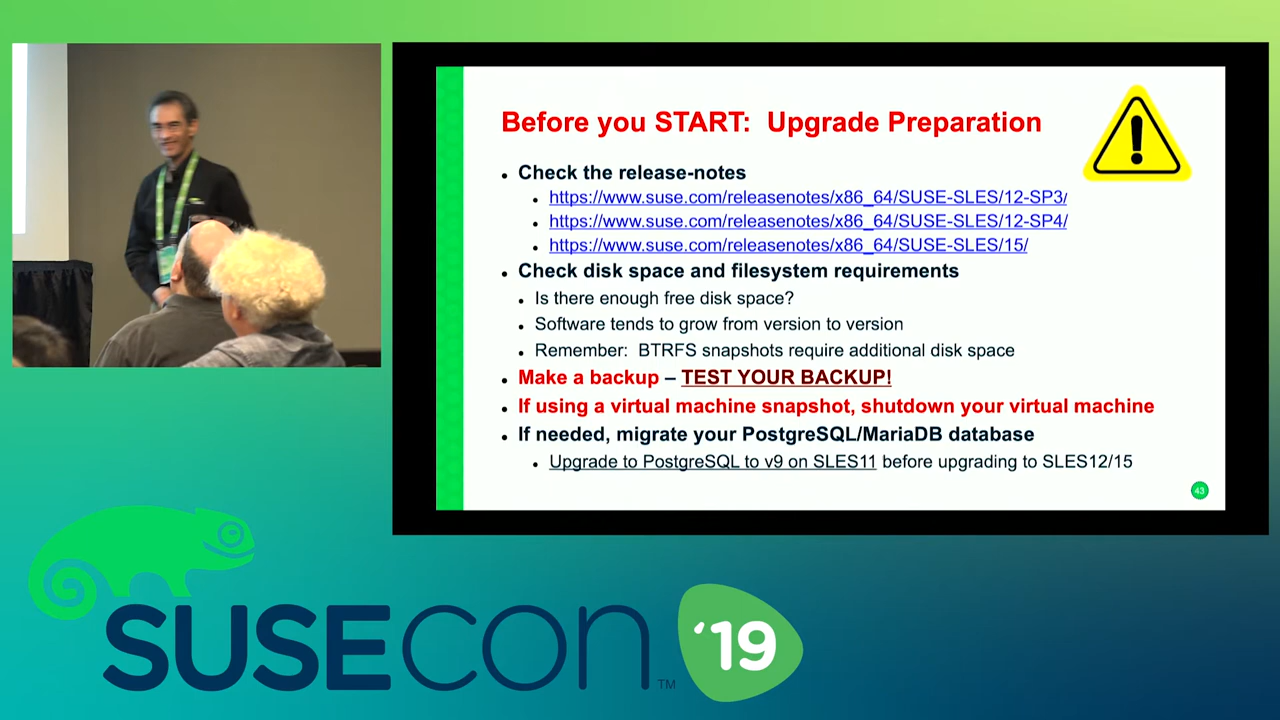 Before you START:  Upgrade Preparation
• Check the release-notes
• https://www.suse.com/releasenotes/x86_64/SUSE-SLES/12-SP3/
• https://www.suse.com/releasenotes/x86_64/SUSE-SLES/12-SP4/
• https://www.suse.com/releasenotes/x86_64/SUSE-SLES/15/
• Check disk space and filesystem requirements
• Is there enough free disk space?
• Software tends to grow from version to version
• Remember:  BTRFS snapshots require additional disk space
• Make a backup – TEST YOUR BACKUP!
• If using a virtual machine snapshot, shutdown your virtual machine
• If needed, migrate your PostgreSQL/MariaDB database
• Upgrade to PostgreSQL to v9 on SLES11 before upgrading to SLES12/15
43
SUSECON™ '19